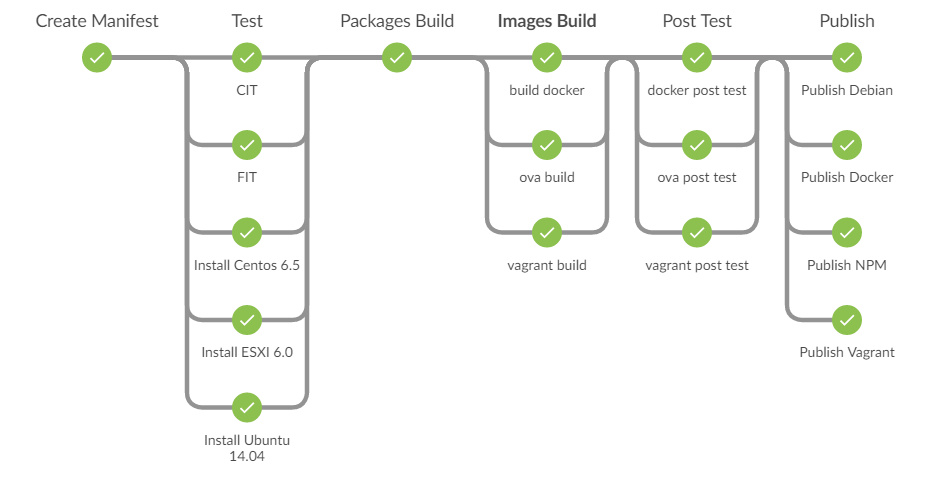 Create Manifest
Test
Packages Build
Images Build
Post Test
Publish
CIT
build docker
docker post test
Publish Debian
FIT
ova build
ova post test
Publish Docker
Install Centos 6.5
vagrant build
vagrant post test
Publish NPM
Install ESXI 6.0
Publish Vagrant
Install Ubuntu
14.04